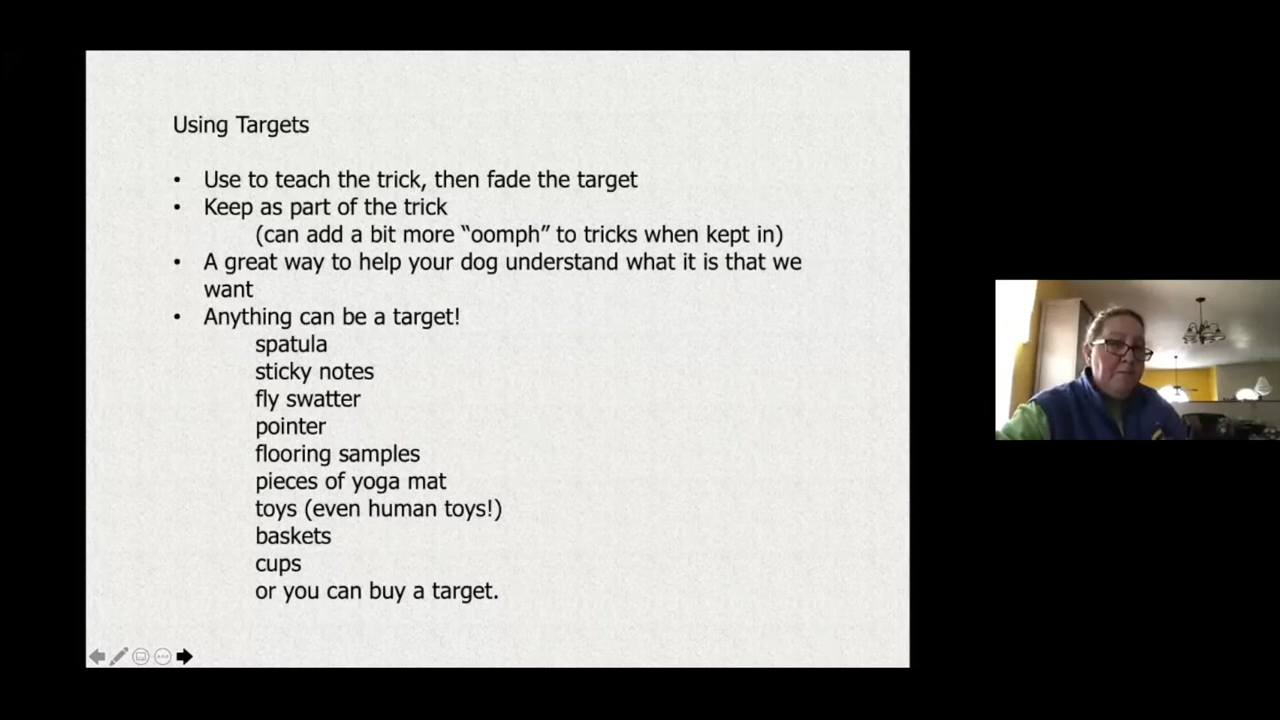 Using Targets
• Use to teach the trick, then fade the target
• Keep as part of the trick
(can add a bit more “oomph” to tricks when kept in)
• A great way to help your dog understand what it is that we
want
• Anything can be a target!
spatula
sticky notes
fly swatter
pointer
flooring samples
pieces of yoga mat
toys (even human toys!)
baskets
cups
or you can buy a target.